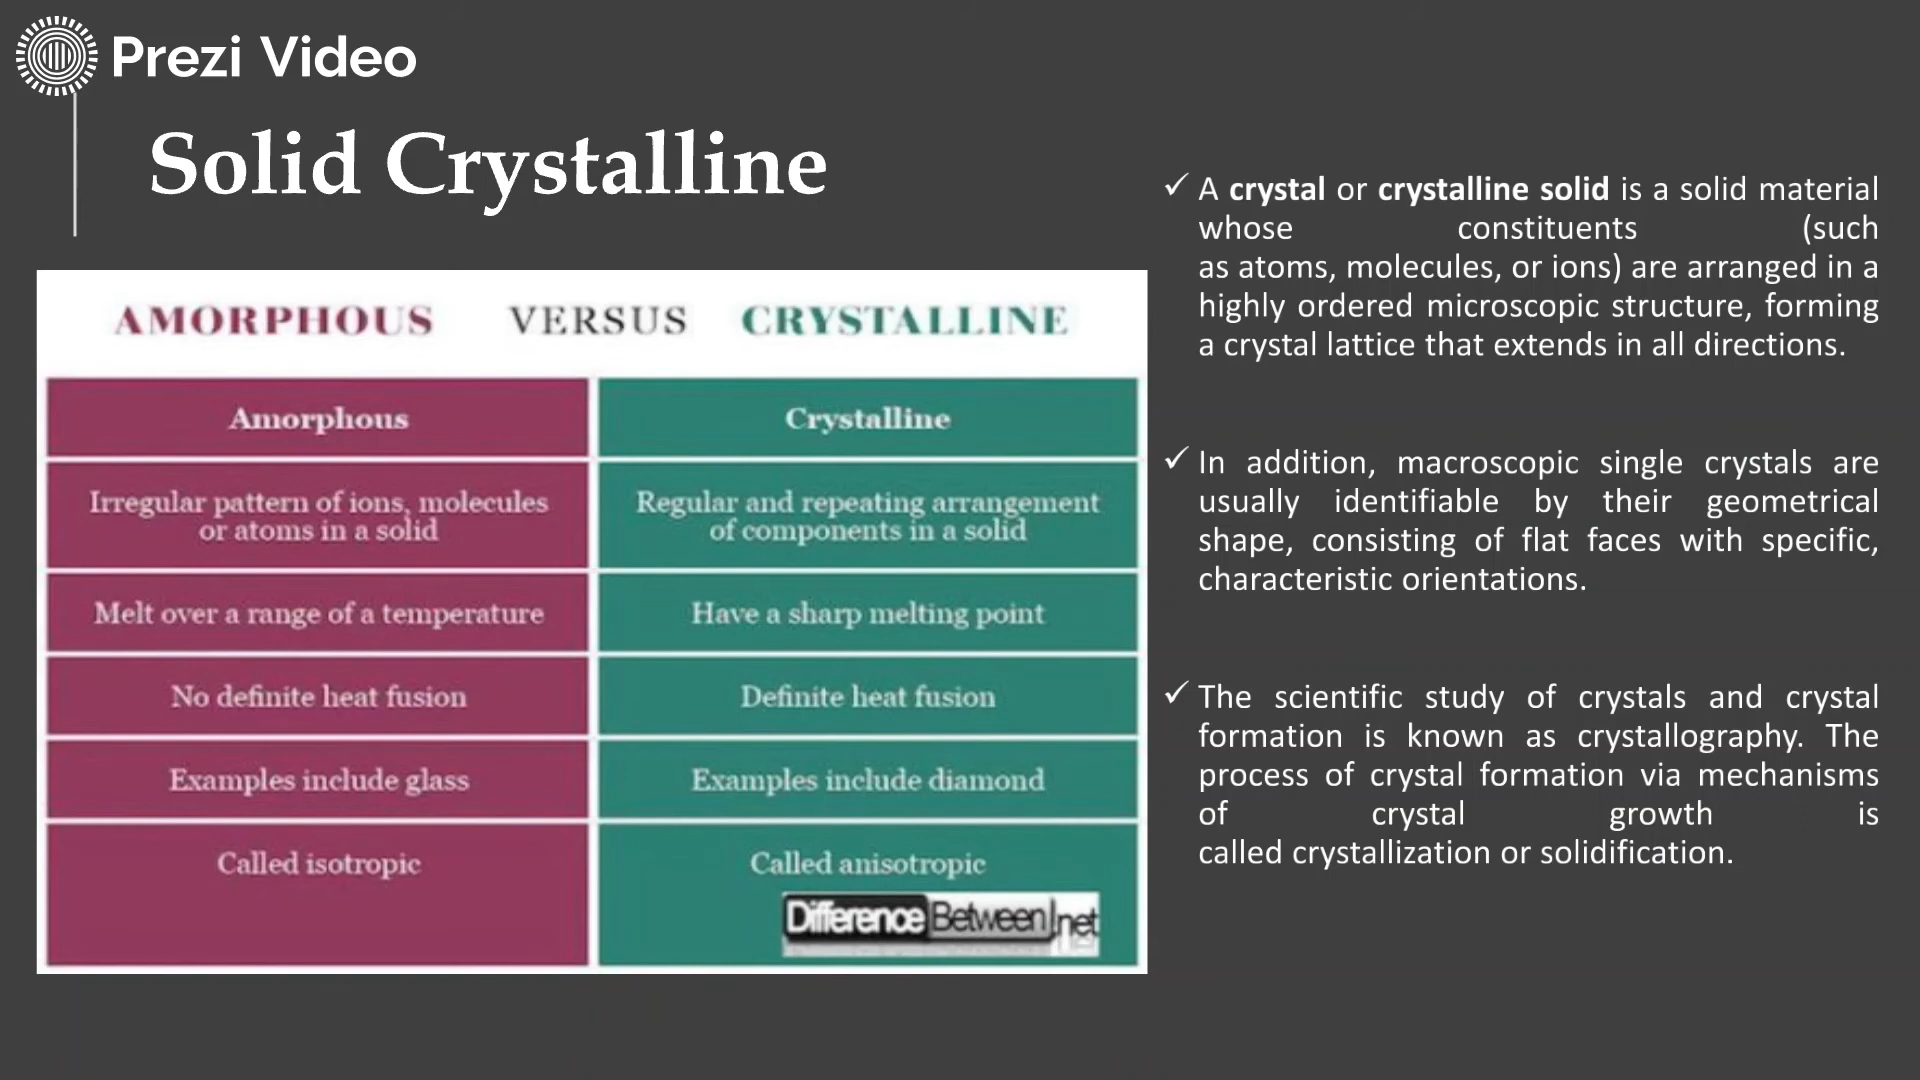 Prezi Video
Solid Crystalline
AMORPHOUS VERSUS CRYSTALLINE
Amorphous
Crystalline
Irregular pattern of ions, molecules
or atoms in a solid
Regular and repeating arrangement
of components in a solid
Melt over a range of a temperature
Have a sharp melting point
No definite heat fusion
Definite heat fusion
Examples include glass
Examples include diamond
Called isotropic
Called anisotropic
DifferenceBetween.net
✓ A crystal or crystalline solid is a solid material
whose constituents (such
as atoms, molecules, or ions) are arranged in a
highly ordered microscopic structure, forming
a crystal lattice that extends in all directions.
✓ In addition, macroscopic single crystals are
usually identifiable by their geometrical
shape, consisting of flat faces with specific,
characteristic orientations.
✓ The scientific study of crystals and crystal
formation is known as crystallography. The
process of crystal formation via mechanisms
of crystal growth is
called crystallization or solidification.